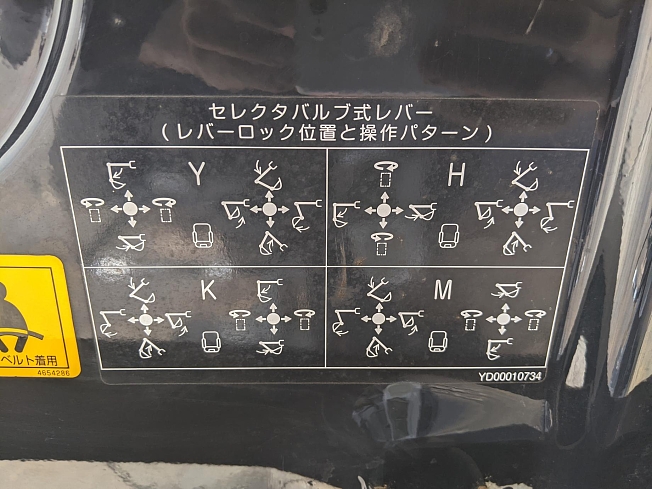 セレクタバルブ式レバー
(レバーロック位置と操作パターン)
Y
H
K
M
YD00010734
ベルト着用
4654286